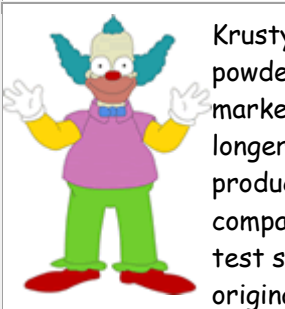 Krusty
powde
marke
longer
produc
compa
test s
origina